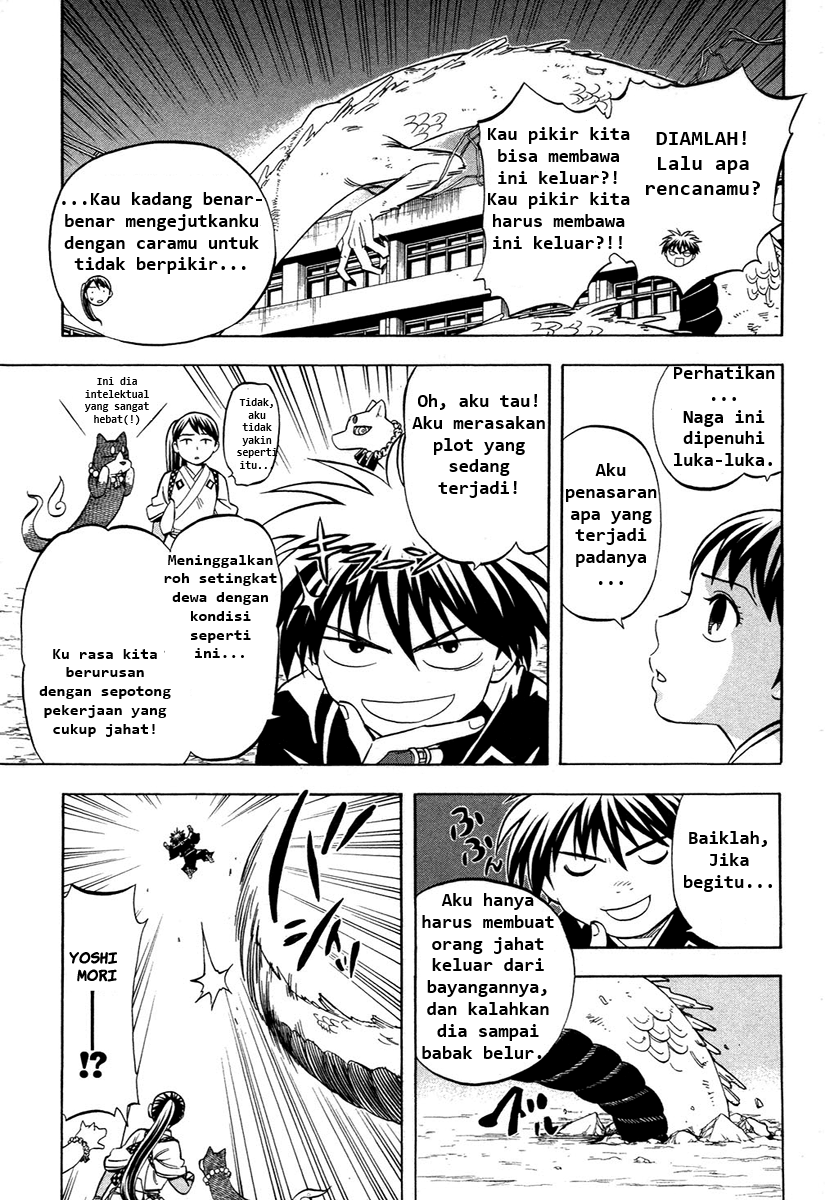 DIAMLAH!
Lalu apa
rencanamu?
Kau pikir kita
bisa membawa
ini keluar?!
Kau pikir kita
harus membawa
ini keluar?!!
...Kau kadang benar-
benar mengejutkanku
dengan caramu untuk
tidak berpikir...
Perhatikan
...
Naga ini
dipenuhi
luka-luka.
Aku
penasaran
apa yang
terjadi
padanya
...
Oh, aku tau!
Aku merasakan
plot yang
sedang
terjadi!
Tidak,
aku
tidak
yakin
seperti
itu..
Ini dia
intelektual
yang sangat
hebat(!)
Meninggalkan
roh setingkat
dewa dengan
kondisi
seperti
ini...
Ku rasa kita
berurusan
dengan sepotong
pekerjaan yang
cukup jahat!
Baiklah,
Jika
begitu...
ふふん
Aku hanya
harus membuat
orang jahat
keluar dari
bayangannya,
dan kalahkan
dia sampai
babak belur.
YOSHI
MORI
!?